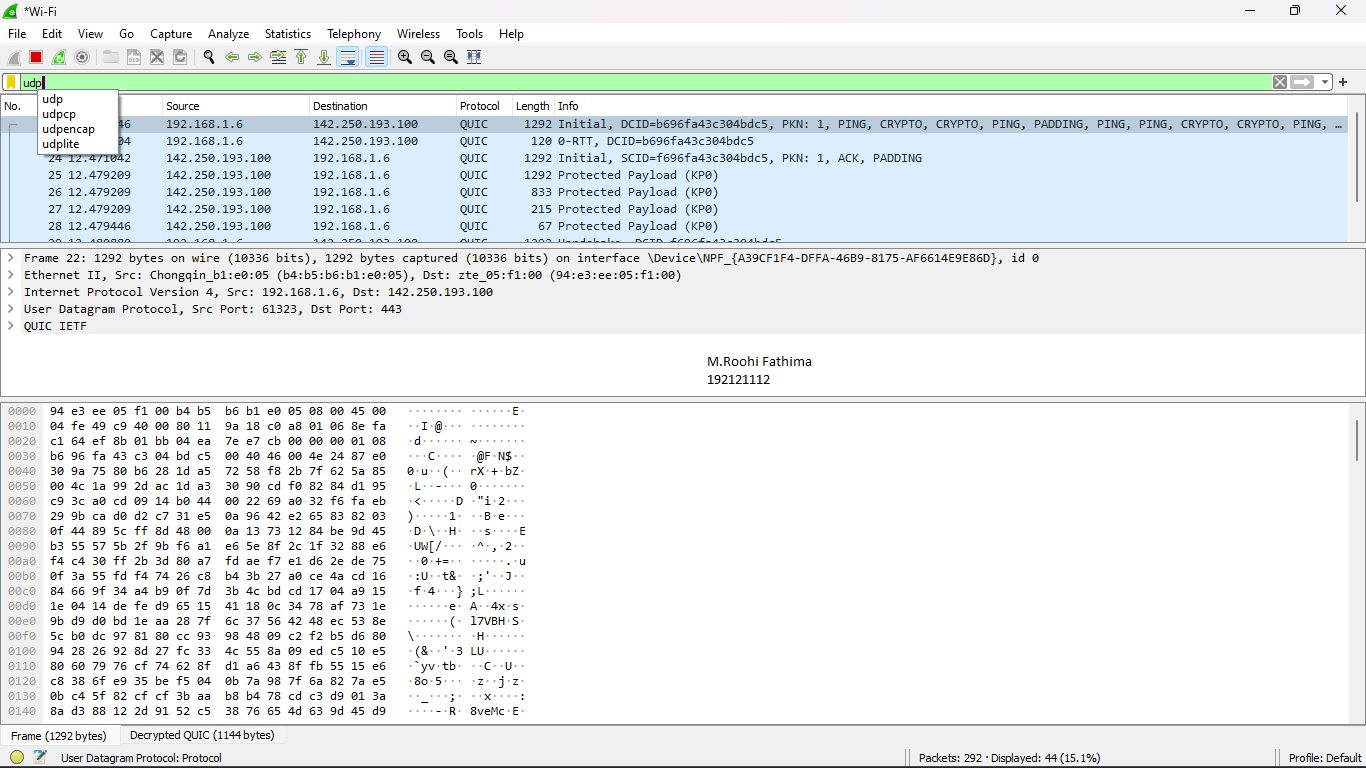 *Wi-Fi
File Edit View Go Capture Analyze Statistics Telephony Wireless Tools Help
udp
udp
udpcp
udpencap
udplite
No. Source Destination Protocol Length Info
46 192.168.1.6 142.250.193.100 QUIC 1292 Initial, DCID=b696fa43c304bdc5, PKN: 1, PING, CRYPTO, CRYPTO, PING, PADDING, PING, PING, CRYPTO, CRYPTO, PING, …
04 192.168.1.6 142.250.193.100 QUIC 120 0-RTT, DCID=b696fa43c304bdc5
24 12.471042 142.250.193.100 192.168.1.6 QUIC 1292 Initial, SCID=f696fa43c304bdc5, PKN: 1, ACK, PADDING
25 12.479209 142.250.193.100 192.168.1.6 QUIC 1292 Protected Payload (KP0)
26 12.479209 142.250.193.100 192.168.1.6 QUIC 833 Protected Payload (KP0)
27 12.479209 142.250.193.100 192.168.1.6 QUIC 215 Protected Payload (KP0)
28 12.479446 142.250.193.100 192.168.1.6 QUIC 67 Protected Payload (KP0)
Frame 22: 1292 bytes on wire (10336 bits), 1292 bytes captured (10336 bits) on interface \Device\NPF_{A39CF1F4-DFFA-46B9-8175-AF6614E9E86D}, id 0
Ethernet II, Src: Chongqin_b1:e0:05 (b4:b5:b6:b1:e0:05), Dst: zte_05:f1:00 (94:e3:ee:05:f1:00)
Internet Protocol Version 4, Src: 192.168.1.6, Dst: 142.250.193.100
User Datagram Protocol, Src Port: 61323, Dst Port: 443
QUIC IETF
M.Roohi Fathima
192121112
0000 94 e3 ee 05 f1 00 b4 b5 b6 b1 e0 05 08 00 45 00 ········ ······E·
0010 04 fe 49 c9 40 00 80 11 9a 18 c0 a8 01 06 8e fa ··I·@··· ········
0020 c1 64 ef 8b 01 bb 04 ea 7e e7 cb 00 00 00 01 08 ·d······ ~·······
0030 b6 96 fa 43 c3 04 bd c5 00 40 46 00 4e 24 87 e0 ···C···· ·@F·N$··
0040 30 9a 75 80 b6 28 1d a5 72 58 f8 2b 7f 62 5a 85 0·u··(·· rX·+·bZ·
0050 00 4c 1a 99 2d ac 1d a3 30 90 cd f0 82 84 d1 95 ·L··-··· 0·······
0060 c9 3c a0 cd 09 14 b0 44 00 22 69 a0 32 f6 fa eb ·<·····D ·"i·2···
0070 29 9b ca d0 d2 c7 31 e5 0a 96 42 e2 65 83 82 03 )·····1· ··B·e···
0080 0f 44 89 5c ff 8d 48 00 0a 13 73 12 84 be 9d 45 ·D·\··H· ··s····E
0090 b3 55 57 5b 2f 9b f6 a1 e6 5e 8f 2c 1f 32 88 e6 ·UW[/··· ·^·,·2··
00a0 f4 c4 30 ff 2b 3d 80 a7 fd ae f7 e1 d6 2e de 75 ··0·+=·· ·····.·u
00b0 0f 3a 55 fd f4 74 26 c8 b4 3b 27 a0 ce 4a cd 16 ·:U··t&· ·;'··J··
00c0 84 66 9f 34 a4 b9 0f 7d 3b 4c bd cd 17 04 a9 15 ·f·4···} ;L······
00d0 1e 04 14 de fe d9 65 15 41 18 0c 34 78 af 73 1e ······e· A··4x·s·
00e0 9b d9 d0 bd 1e aa 28 7f 6c 37 56 42 48 ec 53 8e ······(· l7VBH·S·
00f0 5c b0 dc 97 81 80 cc 93 98 48 09 c2 f2 b5 d6 80 \······· ·H······
0100 94 28 26 92 8d 27 fc 33 4c 55 8a 09 ed c5 10 e5 ·(&··'·3 LU······
0110 80 60 79 76 cf 74 62 8f d1 a6 43 8f fb 55 15 e6 ·`yv·tb· ··C··U··
0120 c8 38 6f e9 35 be f5 04 0b 7a 98 7f 6a 82 7a e5 ·8o·5··· ·z··j·z·
0130 0b c4 5f 82 cf cf 3b aa b8 b4 78 cd c3 d9 01 3a ··_···;· ··x····:
0140 8a d3 88 12 2d 91 52 c5 38 76 65 4d 63 9d 45 d9 ····-·R· 8veMc·E·
Frame (1292 bytes) Decrypted QUIC (1144 bytes)
User Datagram Protocol: Protocol Packets: 292 · Displayed: 44 (15.1%) Profile: Default